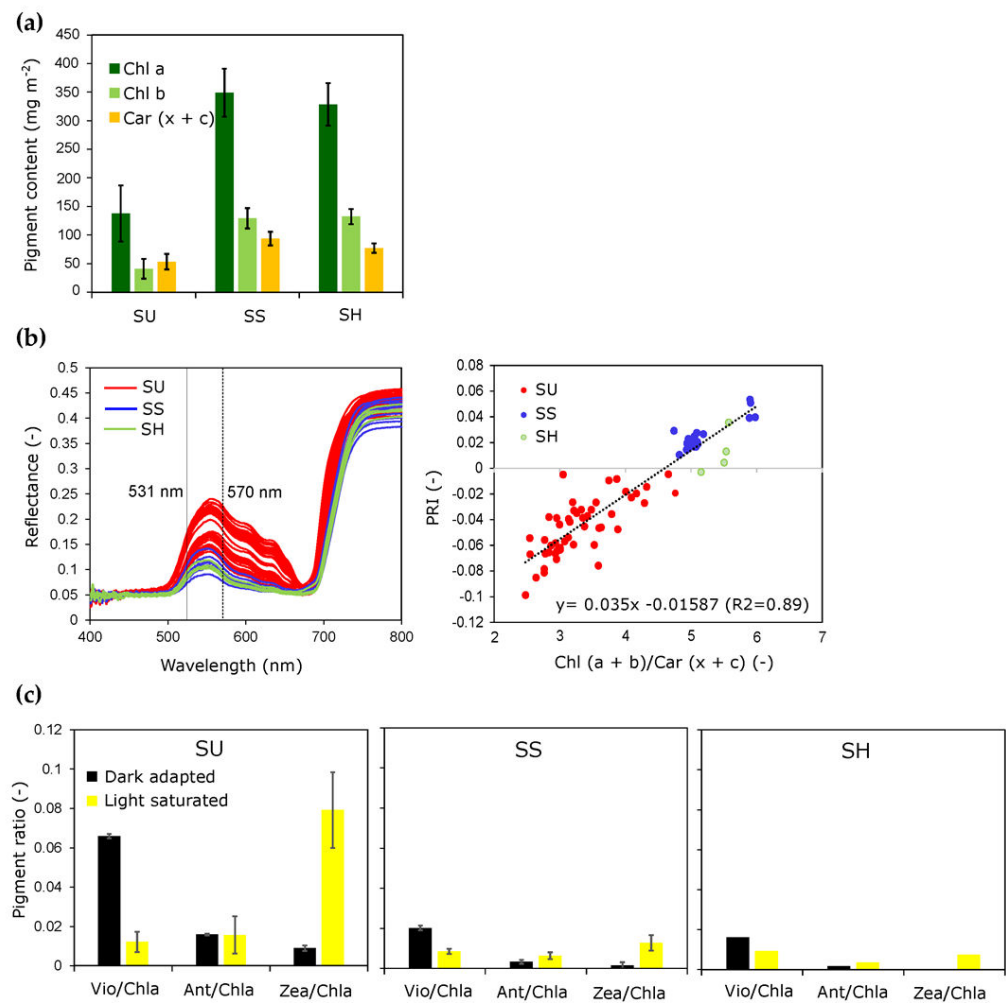 (a)
450
400
350
300
250
200
150
100
50
0
Pigment content (mg m⁻²)
Chl a
Chl b
Car (x + c)
SU SS SH
(b)
0.5
0.45
0.4
0.35
0.3
0.25
0.2
0.15
0.1
0.05
0
Reflectance (-)
SU
SS
SH
531 nm
570 nm
400 500 600 700 800
Wavelength (nm)
0.08
0.06
0.04
0.02
0
-0.02
-0.04
-0.06
-0.08
-0.1
-0.12
PRI (-)
SU
SS
SH
y= 0.035x -0.01587 (R2=0.89)
2 3 4 5 6 7
Chl (a + b)/Car (x + c) (-)
(c)
0.12
0.1
0.08
0.06
0.04
0.02
0
Pigment ratio (-)
SU
Dark adapted
Light saturated
Vio/Chla Ant/Chla Zea/Chla
SS
Vio/Chla Ant/Chla Zea/Chla
SH
Vio/Chla Ant/Chla Zea/Chla